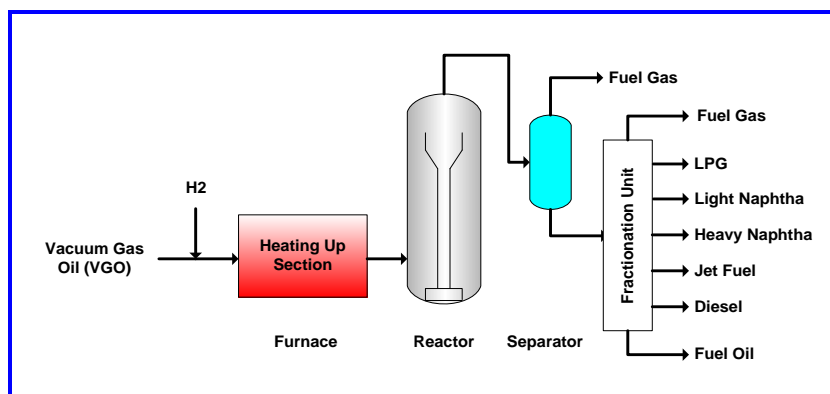 Fuel Gas
Fuel Gas
LPG
H2
Light Naphtha
Heavy Naphtha
Vacuum Gas
Oil (VGO)
Heating Up
Section
Fractionation Unit
Jet Fuel
Diesel
Furnace
Reactor
Separator
Fuel Oil